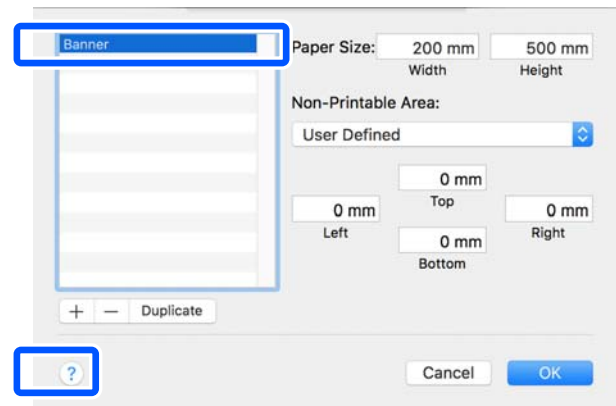 Banner
Paper Size: 200 mm 500 mm
Width Height
Non-Printable Area:
User Defined
0 mm
Top
0 mm 0 mm
Left Right
0 mm
Bottom
+ − Duplicate
? Cancel OK